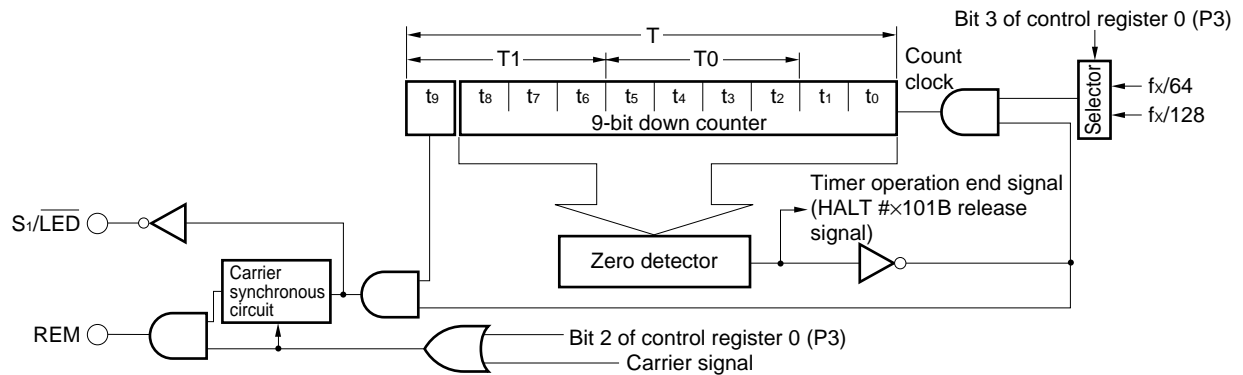 Bit 3 of control register 0 (P3)
T
T1
T0
Count
clock
t9 t8 t7 t6 t5 t4 t3 t2 t1 t0
9-bit down counter
Selector
fX/64
fX/128
Timer operation end signal
(HALT #×101B release
signal)
S1/LED
Zero detector
Carrier
synchronous
circuit
REM
Bit 2 of control register 0 (P3)
Carrier signal